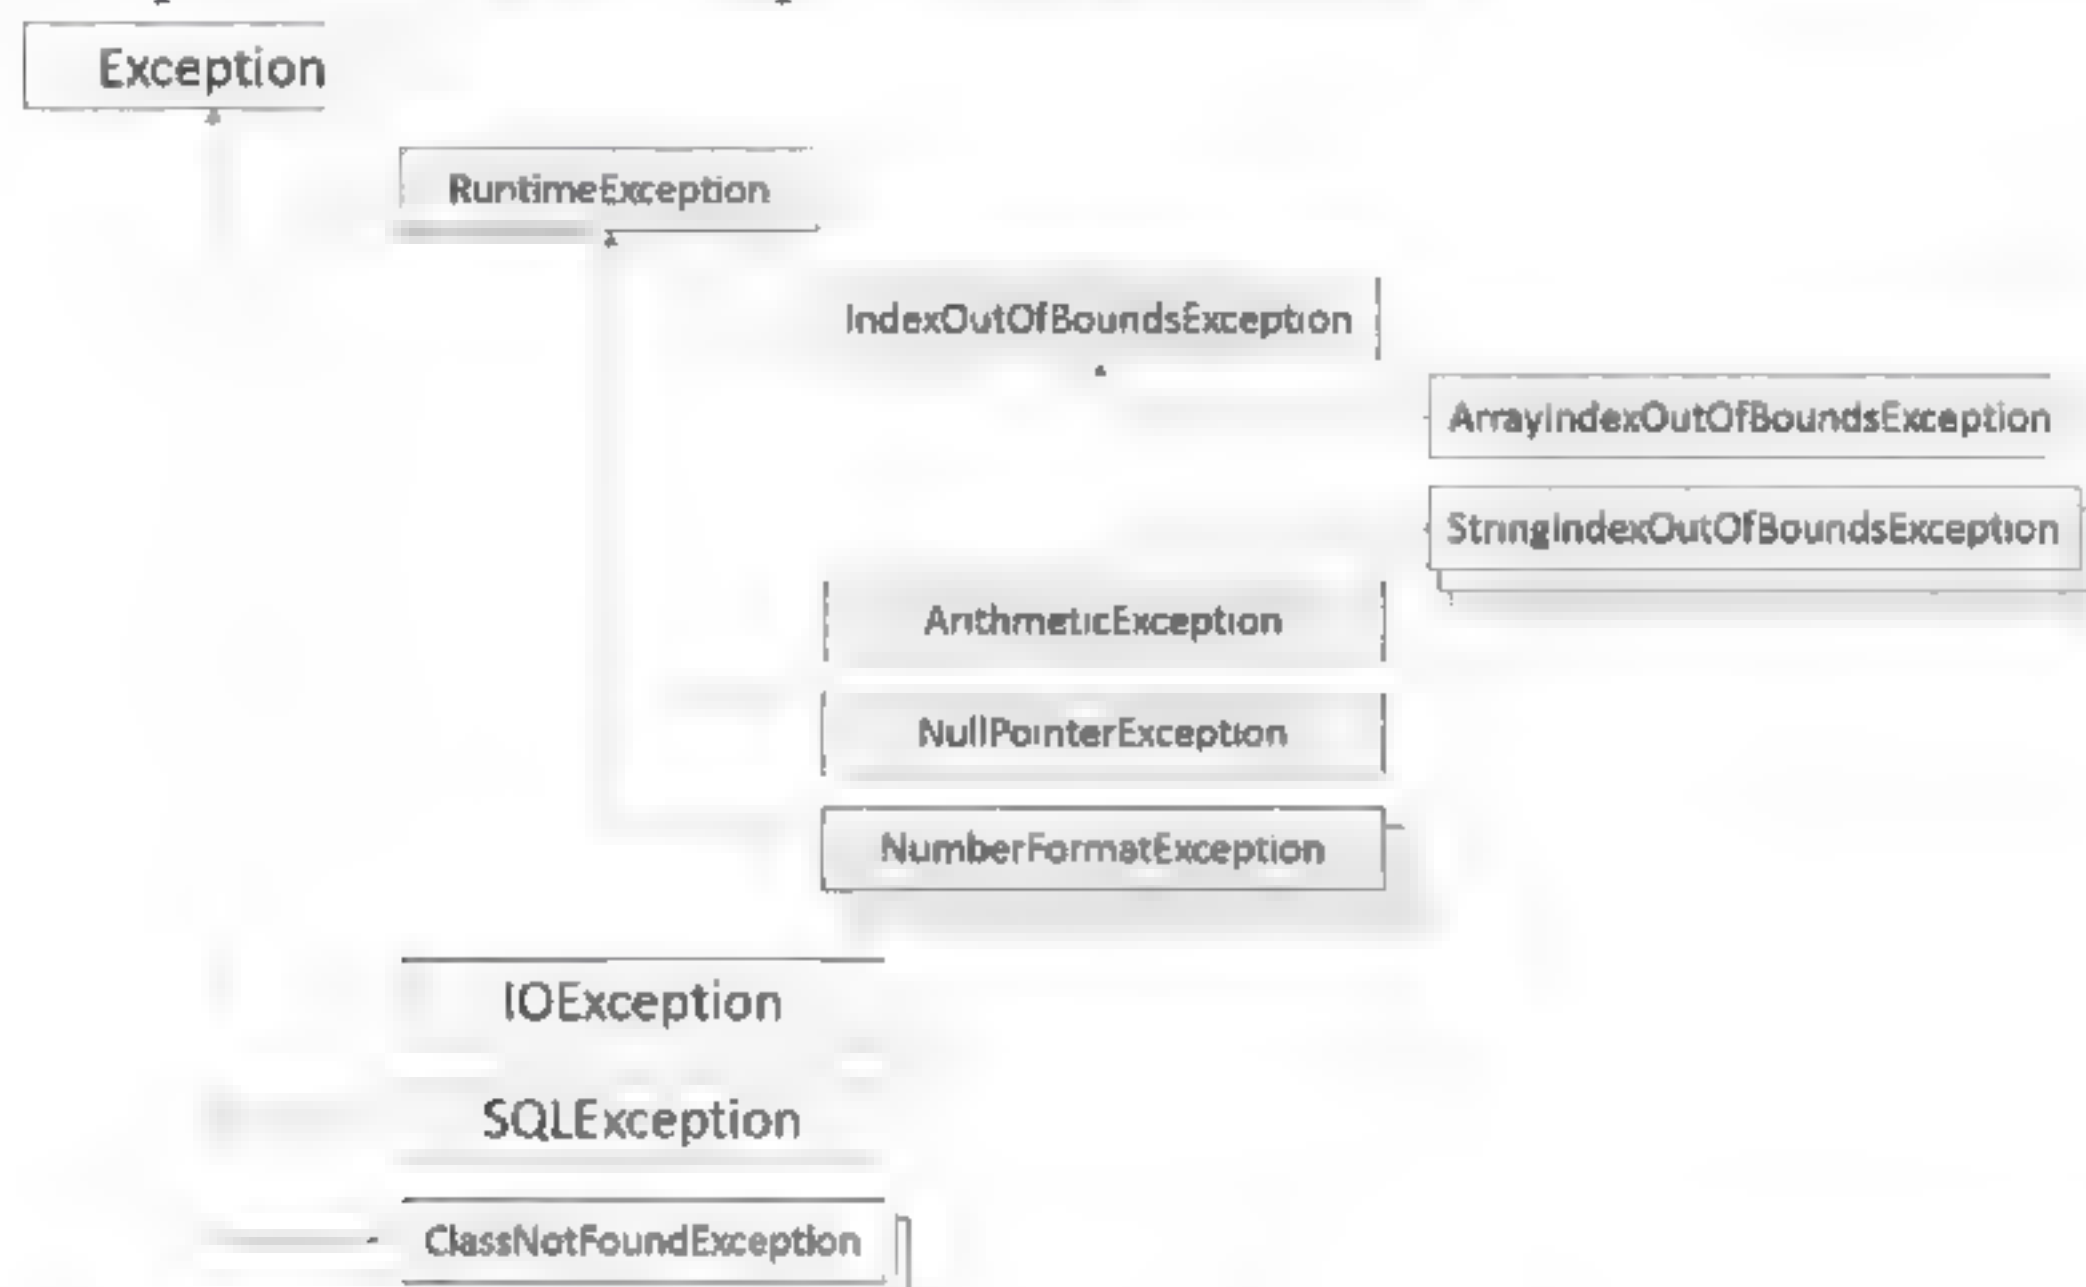 Exception
RuntimeException
IndexOutOfBoundsException
ArrayIndexOutOfBoundsException
StringIndexOutOfBoundsException
ArithmeticException
NullPointerException
NumberFormatException
IOException
SQLException
ClassNotFoundException